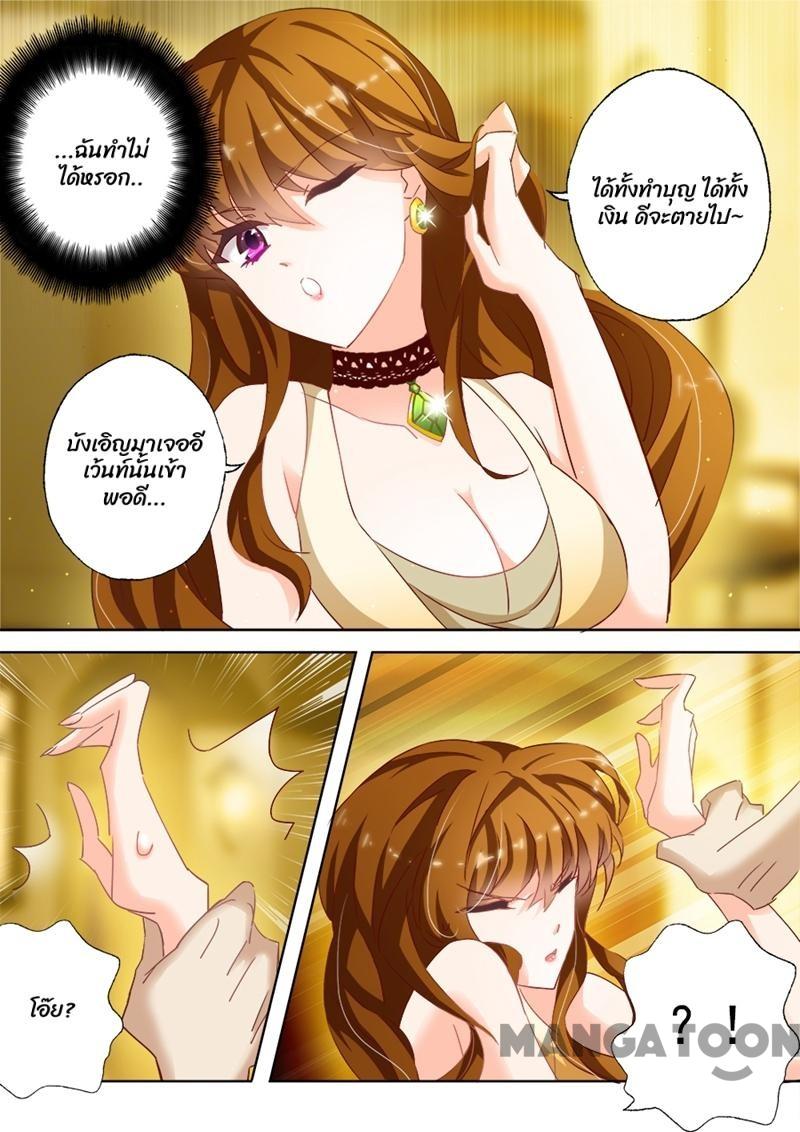 ...ฉันทำไม่
ได้หรอก..
ได้ทั้งทำบุญ ได้ทั้ง
เงิน ดีจะตายไป~
บังเอิญมาเจออี
เว้นท์นั้นเข้า
พอดี...
โอ๊ย?
? !
MANGATOON